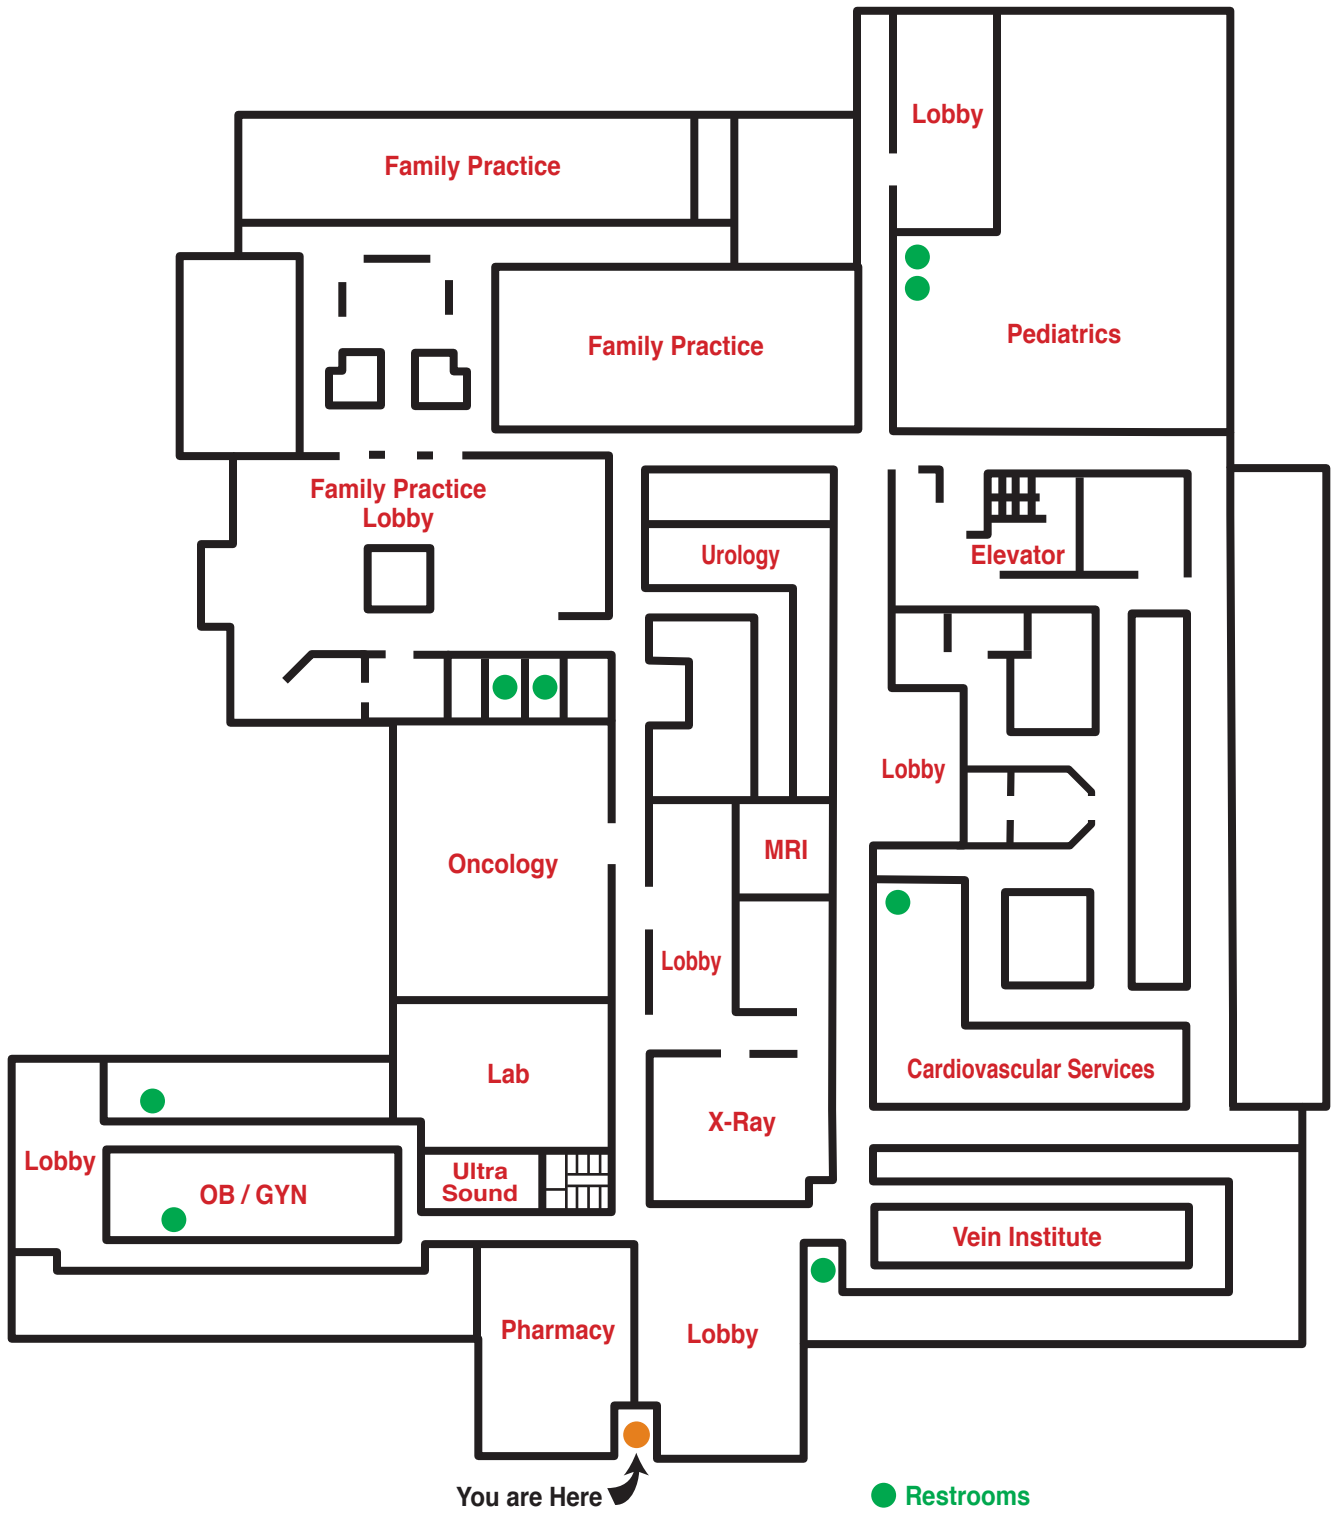 Lobby
Family Practice
Pediatrics
Family Practice
Family Practice
Lobby
Urology
Elevator
Lobby
MRI
Oncology
Lobby
Lab
Cardiovascular Services
X-Ray
Lobby
Ultra
Sound
OB / GYN
Vein Institute
Pharmacy
Lobby
You are Here
Restrooms